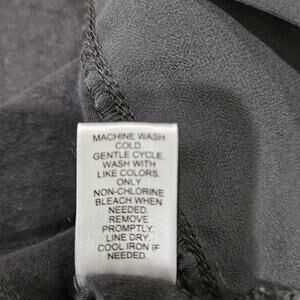 MACHINE WASH
COLD.
GENTLE CYCLE.
WASH WITH
LIKE COLORS.
ONLY
NON-CHLORINE
BLEACH WHEN
NEEDED.
REMOVE
PROMPTLY.
LINE DRY.
COOL IRON IF
NEEDED.